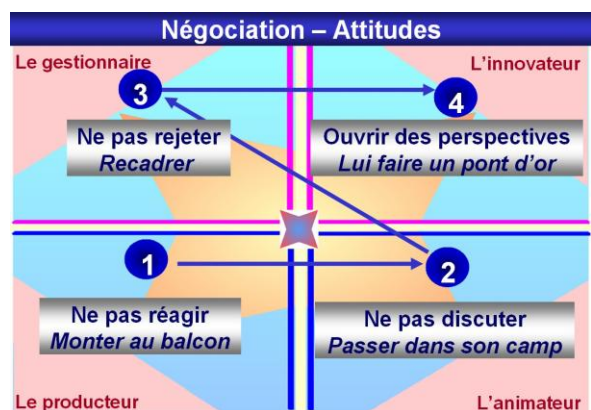 Négociation – Attitudes
Le gestionnaire
L'innovateur
3
4
Ne pas rejeter
Recadrer
Ouvrir des perspectives
Lui faire un pont d'or
1
2
Ne pas réagir
Monter au balcon
Ne pas discuter
Passer dans son camp
Le producteur
L'animateur